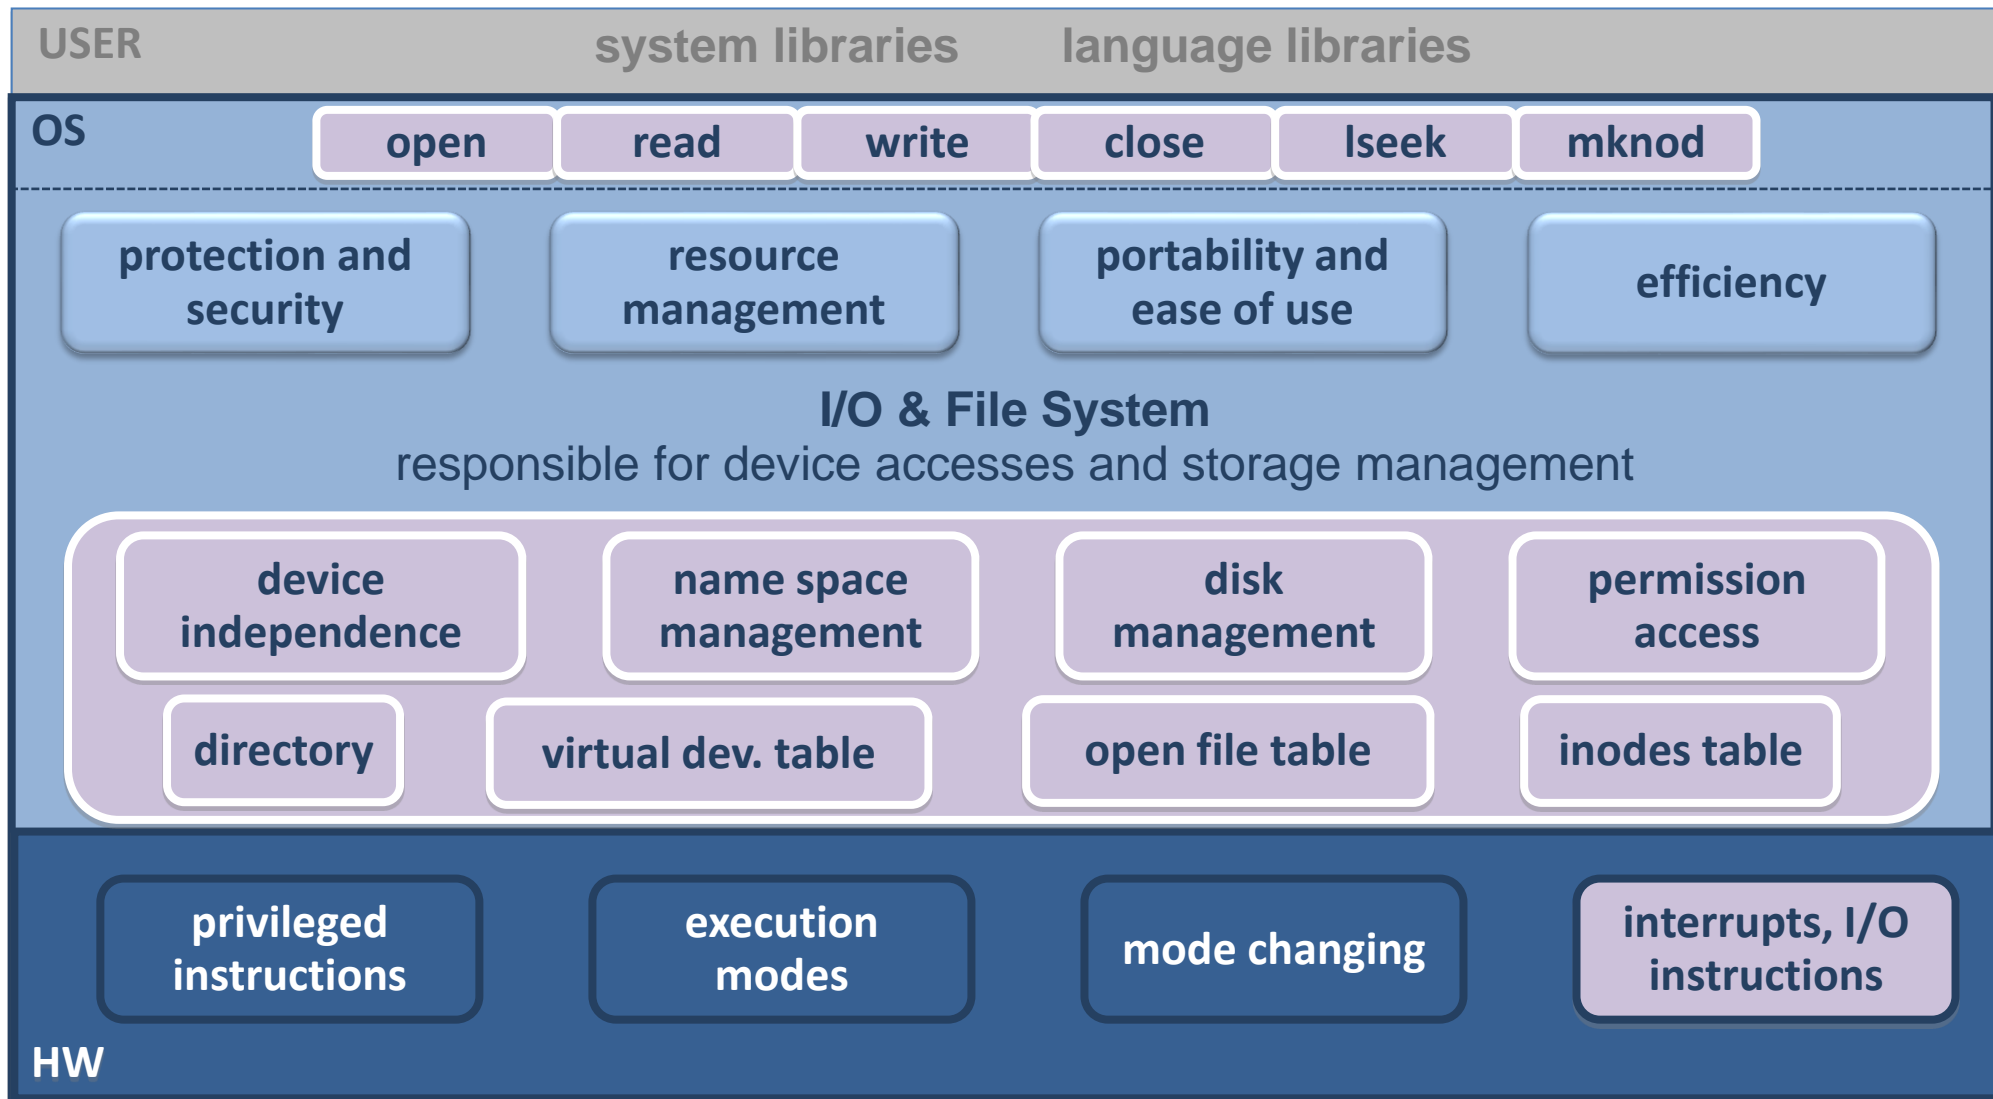 USER system libraries language libraries
OS open read write close lseek mknod
protection and security
resource management
portability and ease of use
efficiency
I/O & File System
responsible for device accesses and storage management
device independence
name space management
disk management
permission access
directory virtual dev. table open file table inodes table
privileged instructions
execution modes
mode changing
interrupts, I/O instructions
HW